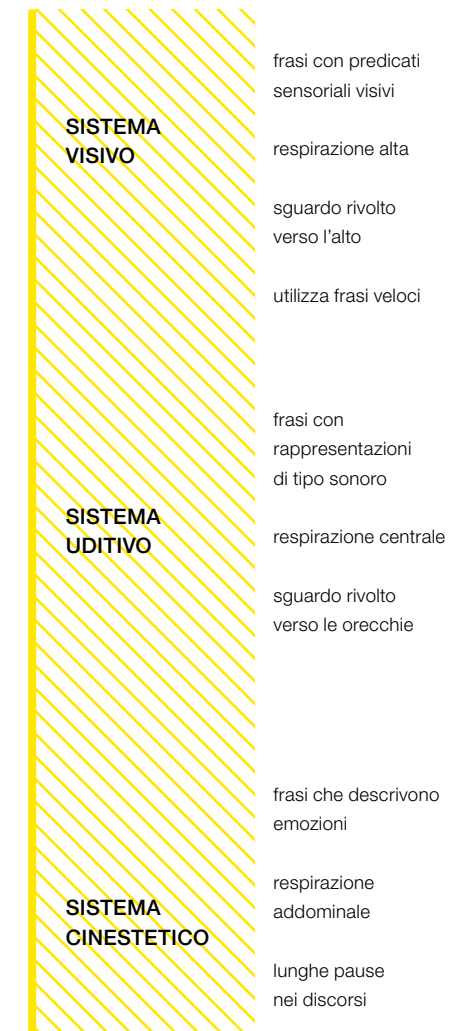 SISTEMA
VISIVO
frasi con predicati
sensoriali visivi
respirazione alta
sguardo rivolto
verso l'alto
utilizza frasi veloci
SISTEMA
UDITIVO
frasi con
rappresentazioni
di tipo sonoro
respirazione centrale
sguardo rivolto
verso le orecchie
SISTEMA
CINESTETICO
frasi che descrivono
emozioni
respirazione
addominale
lunghe pause
nei discorsi